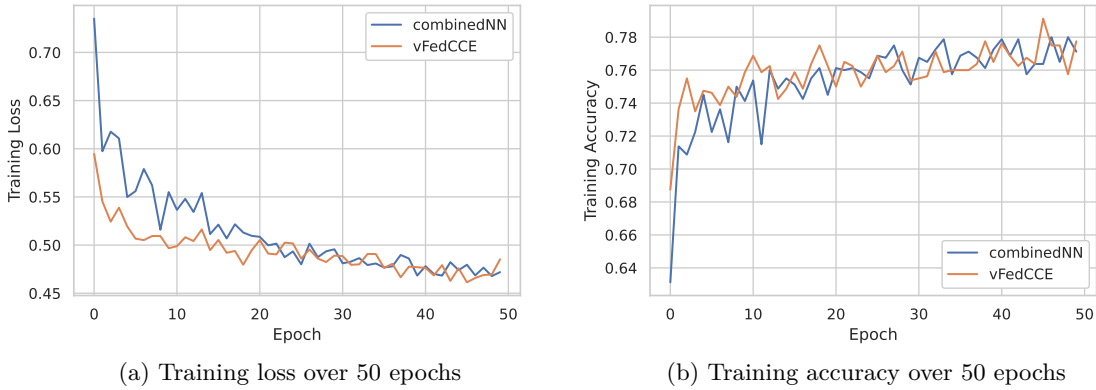 0.70
0.65
0.60
0.55
0.50
0.45
Training Loss
combinedNN
vFedCCE
0 10 20 30 40 50
Epoch
(a) Training loss over 50 epochs
0.78
0.76
0.74
0.72
0.70
0.68
0.66
0.64
Training Accuracy
combinedNN
vFedCCE
0 10 20 30 40 50
Epoch
(b) Training accuracy over 50 epochs